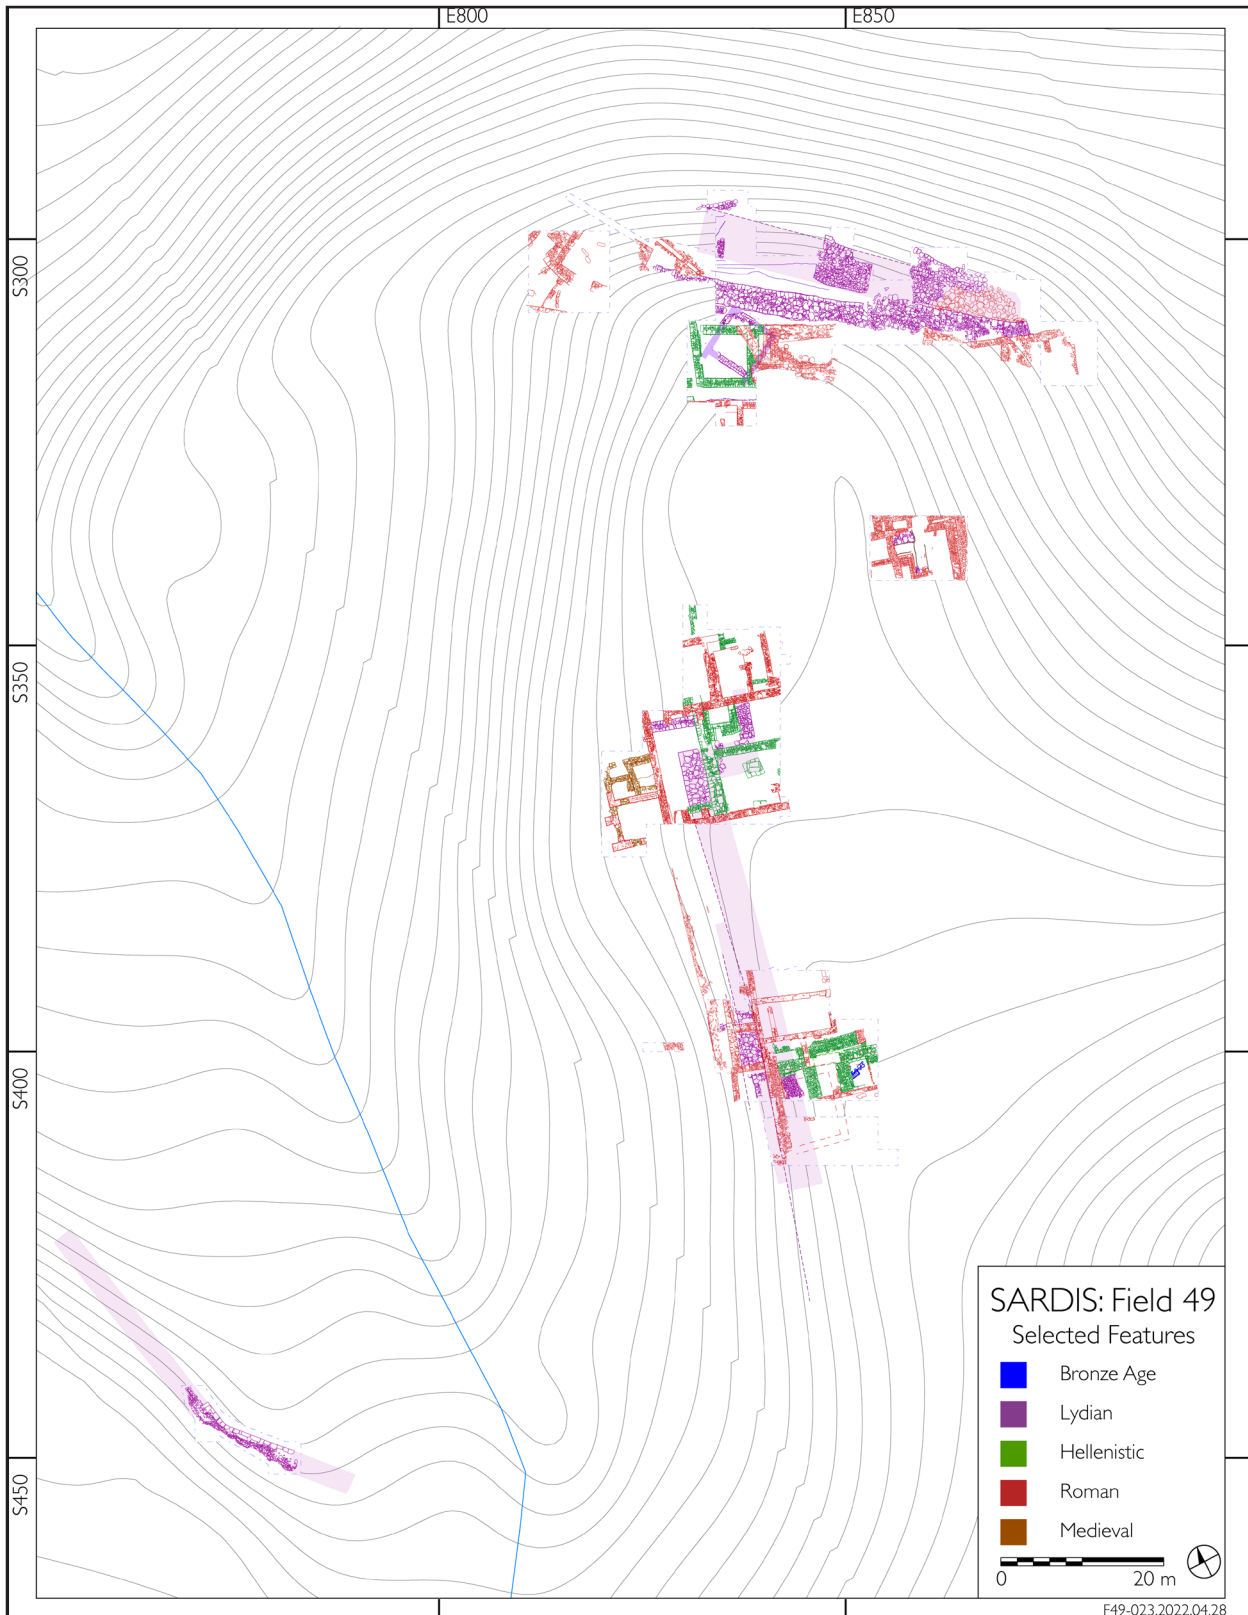 E800
E850
S300
S350
S400
S450
SARDIS: Field 49
Selected Features
Bronze Age
Lydian
Hellenistic
Roman
Medieval
0 20 m
F49-023.2022.04.28